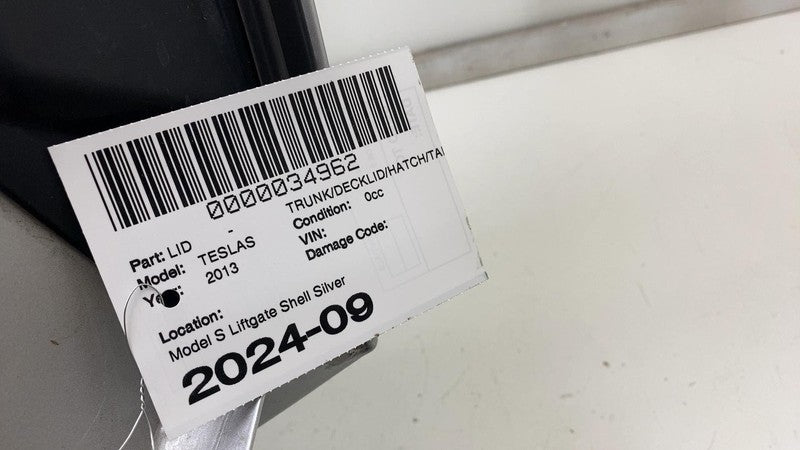 0000034962
Part: LID - TRUNK/DECKLID/HATCH/TAI
Model: TESLAS Condition: 0cc
Year: 2013 VIN:
Damage Code:
Location:
Model S Liftgate Shell Silver
2024-09